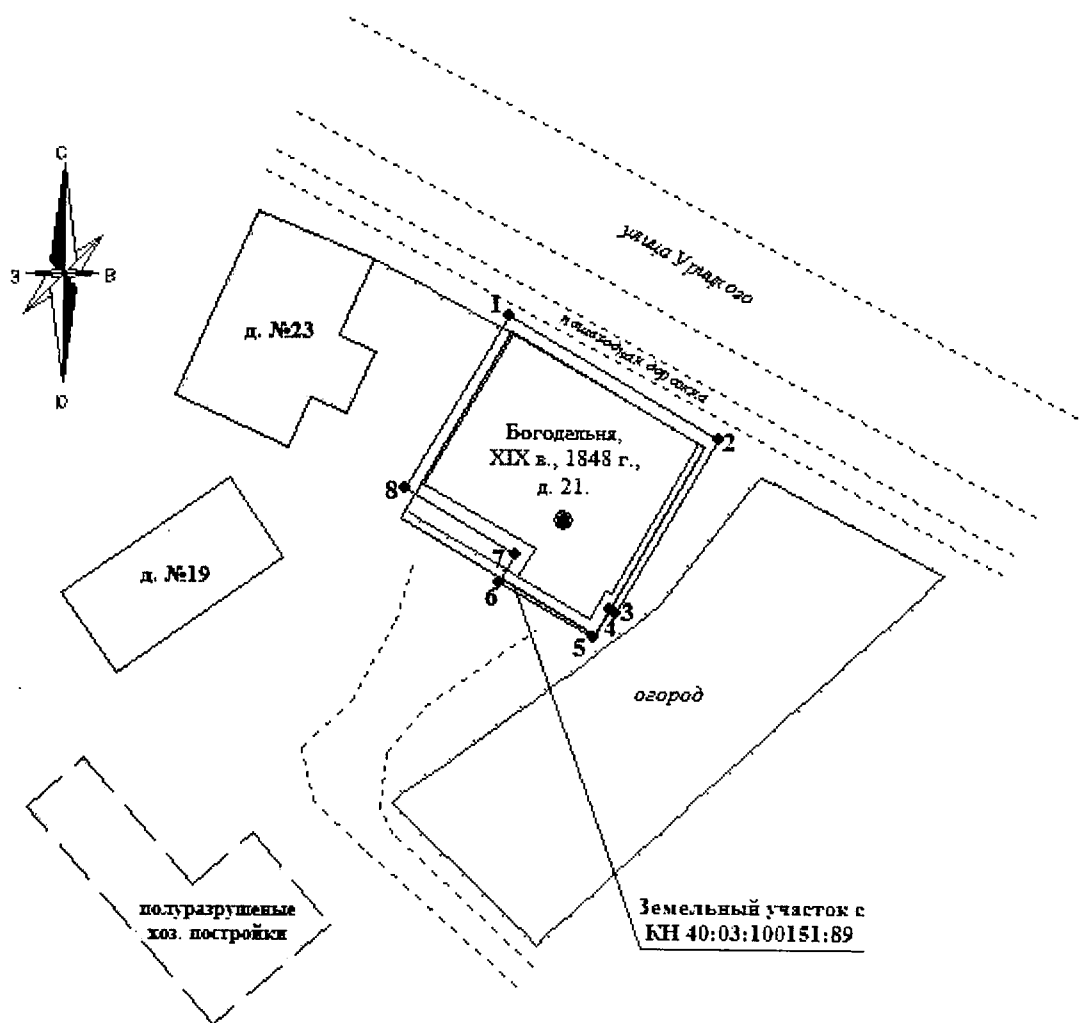 С
З
В
Ю
улица Урицкого
пешеходная дорожка
д. №23
1
2
Богодельня,
XIX в., 1848 г.,
д. 21.
8
7
6
3
4
5
д. №19
огород
полуразрушеные
хоз. постройки
Земельный участок с
КН 40:03:100151:89